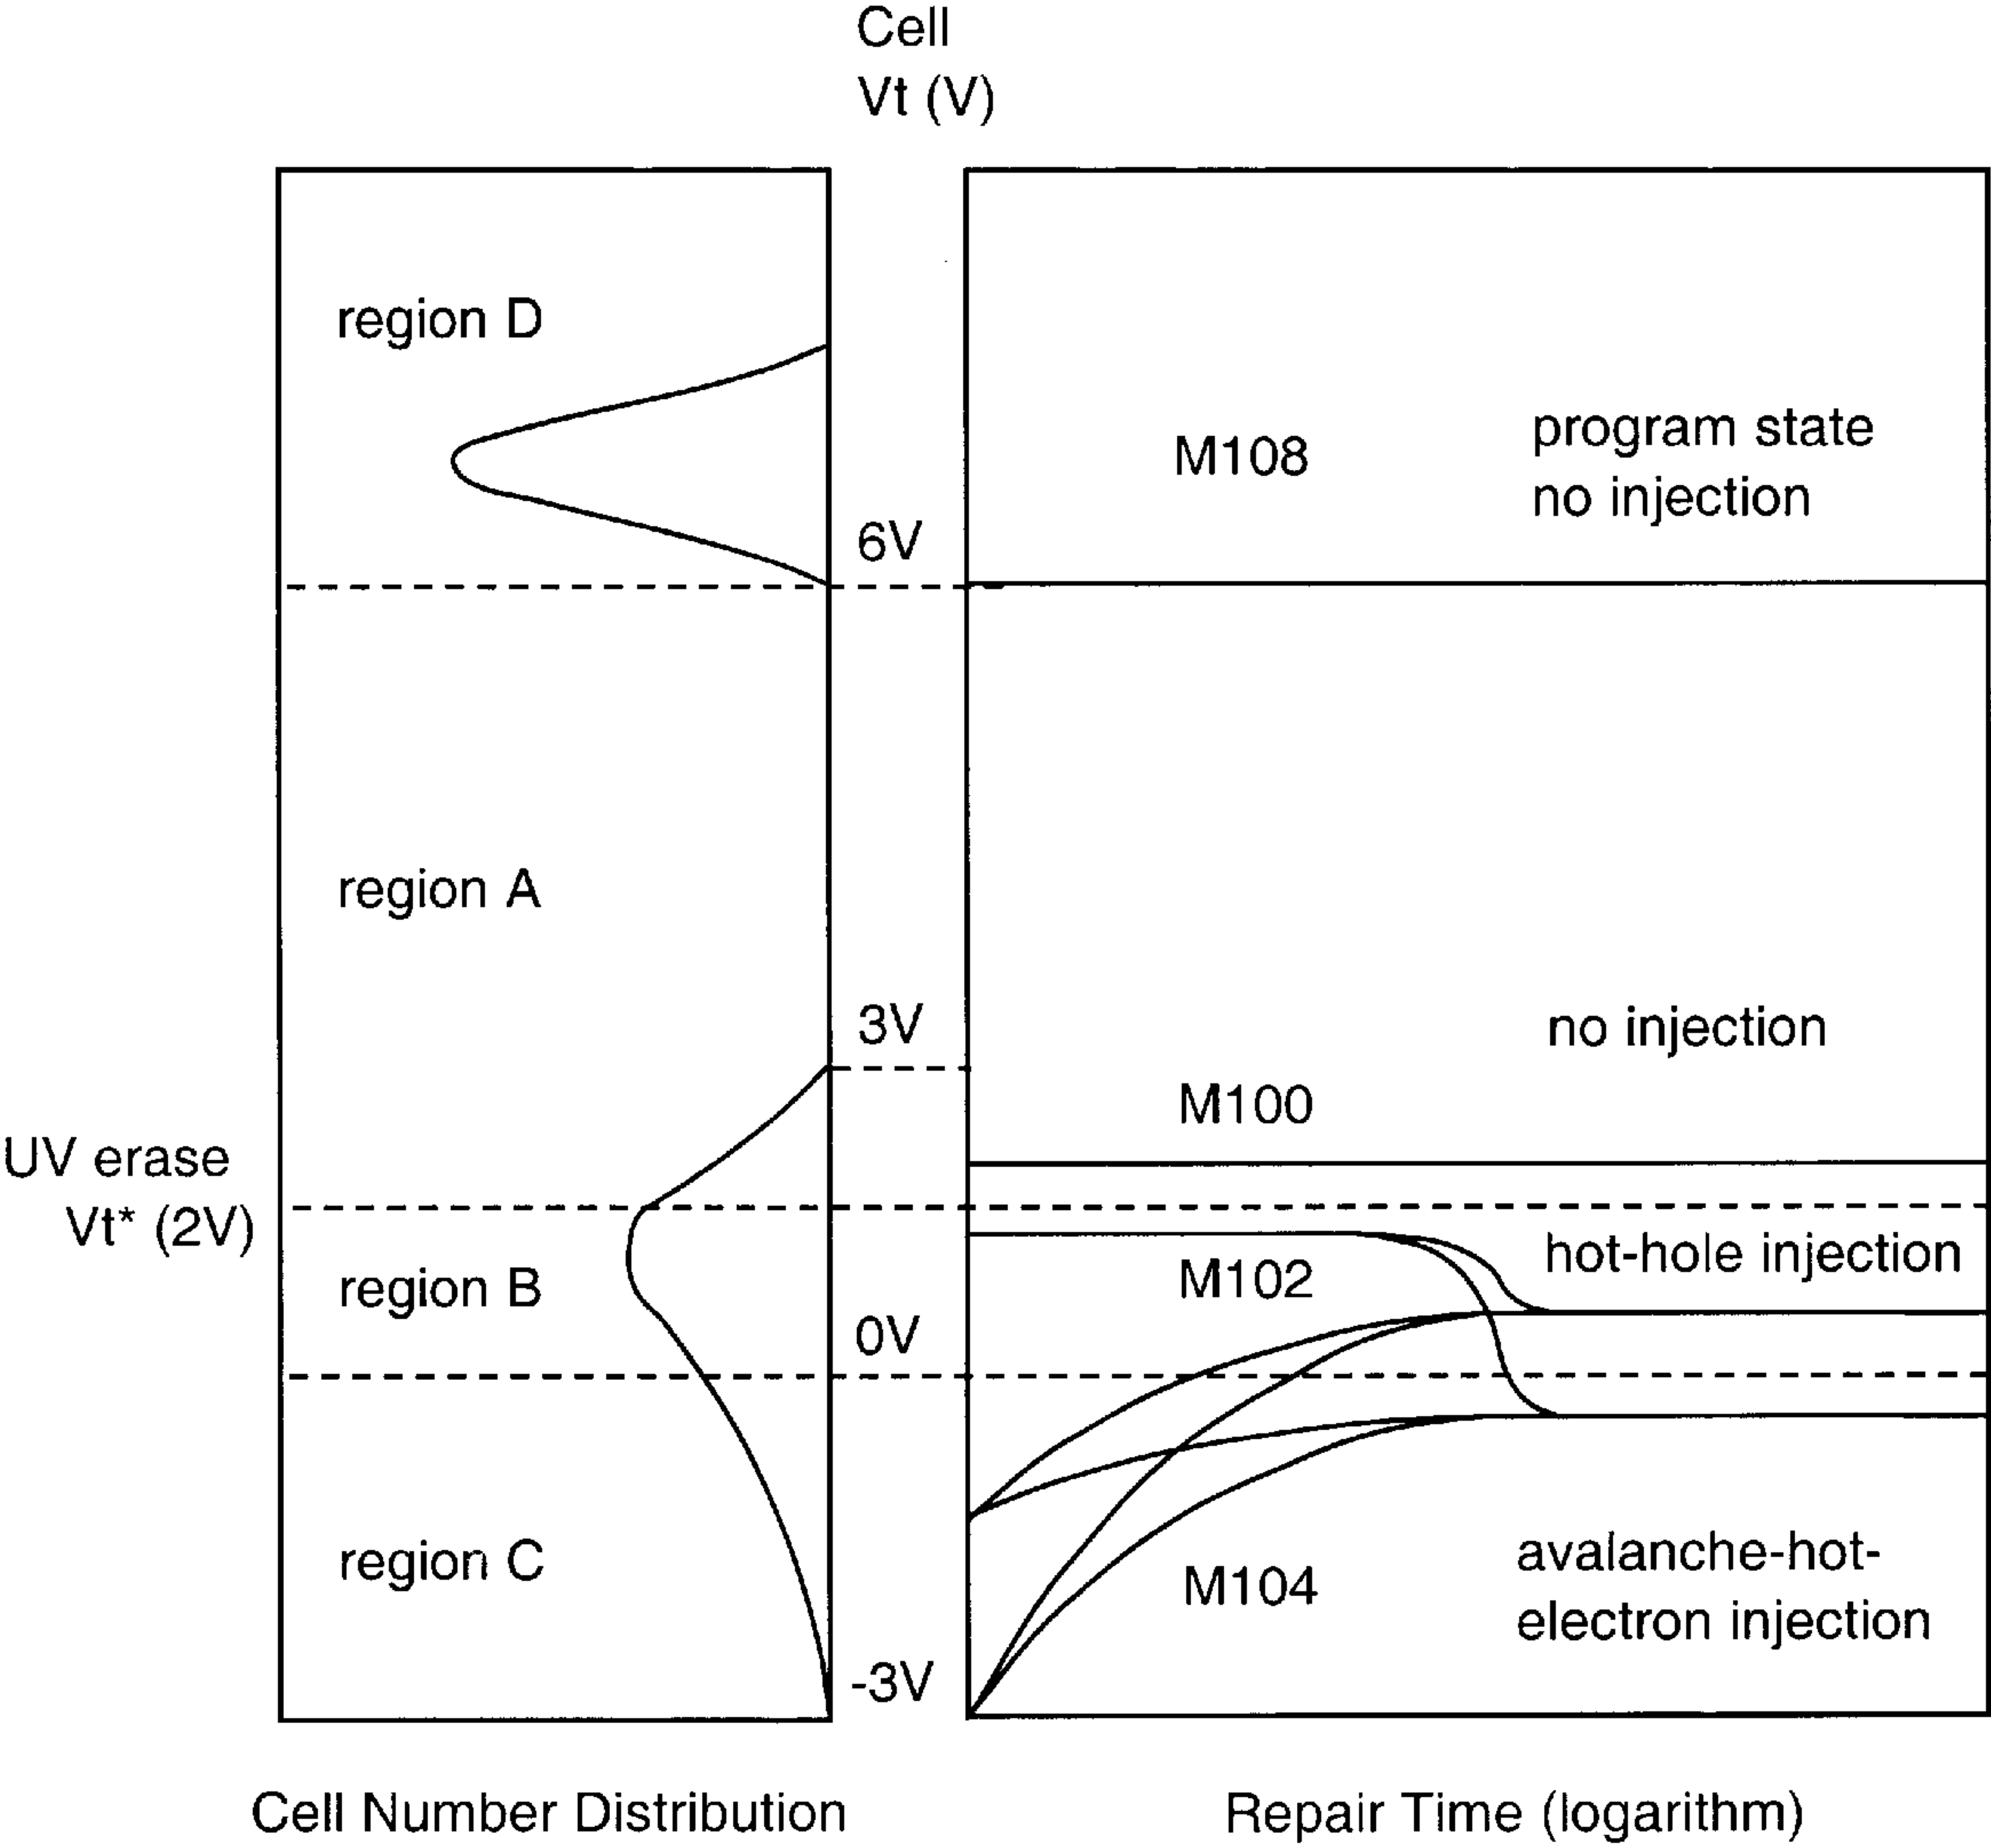 Cell
Vt (V)
region D
6V
M108
program state
no injection
region A
3V
no injection
M100
UV erase
Vt* (2V)
region B
0V
M102
hot-hole injection
region C
-3V
M104
avalanche-hot-
electron injection
Cell Number Distribution
Repair Time (logarithm)